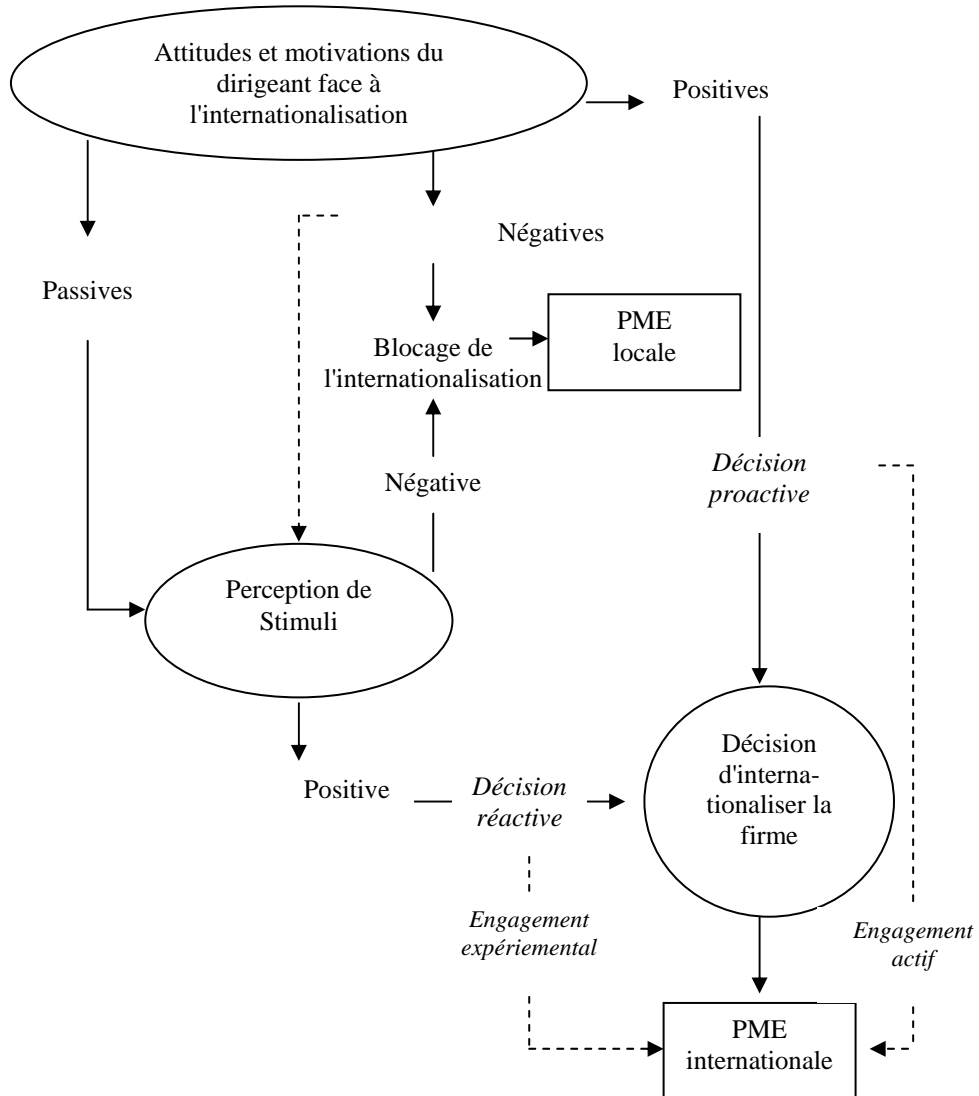 Attitudes et motivations du
dirigeant face à
l'internationalisation
Positives
Négatives
Passives
PME
locale
Blocage de
l'internationalisation
Décision
proactive
Négative
Perception de
Stimuli
Décision
d'interna-
tionaliser la
firme
Positive
Décision
réactive
Engagement
expériemental
Engagement
actif
PME
internationale